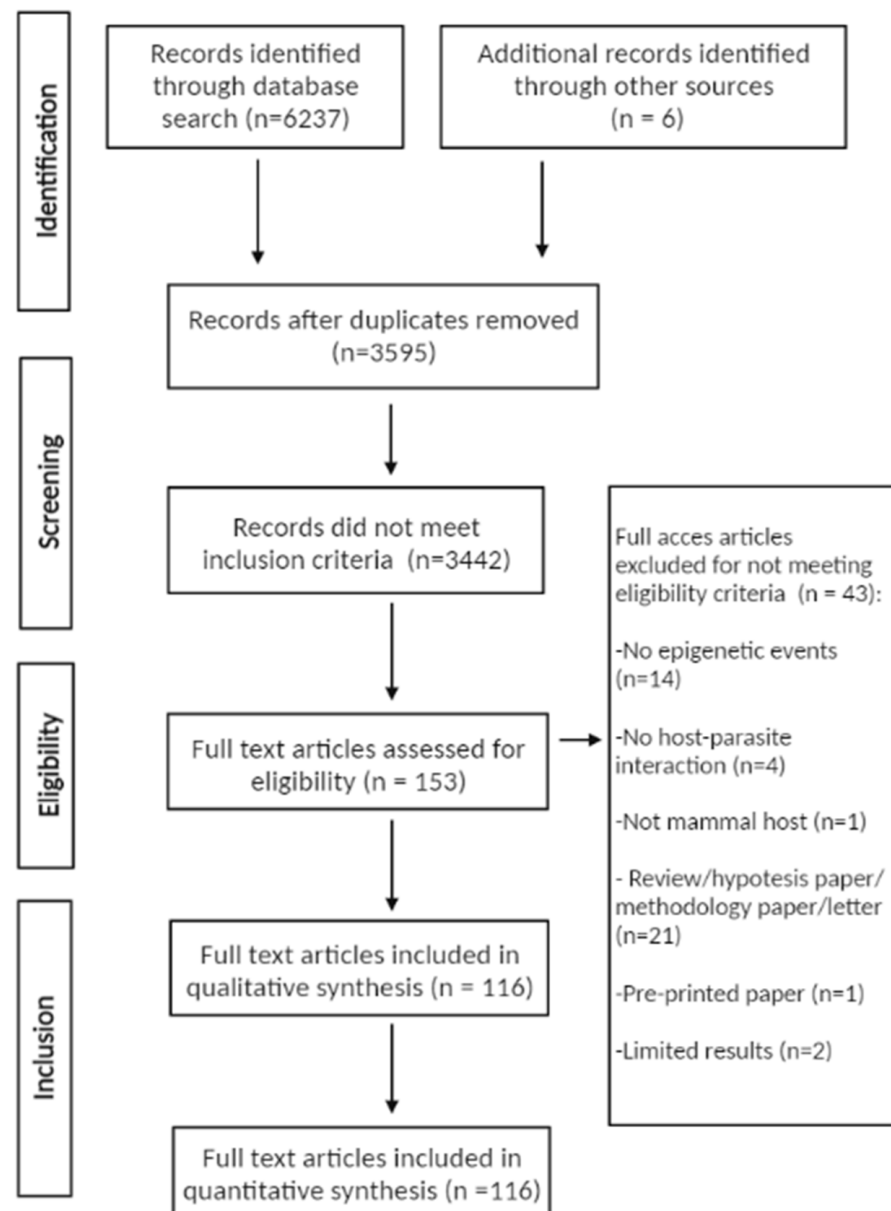 Identification
Records identified
through database
search (n=6237)
Additional records identified
through other sources
(n = 6)
Records after duplicates removed
(n=3595)
Screening
Records did not meet
inclusion criteria (n=3442)
Full acces articles
excluded for not meeting
eligibility criteria (n = 43):
-No epigenetic events
(n=14)
-No host-parasite
interaction (n=4)
-Not mammal host (n=1)
- Review/hypotesis paper/
methodology paper/letter
(n=21)
-Pre-printed paper (n=1)
-Limited results (n=2)
Eligibility
Full text articles assessed for
eligibility (n = 153)
Inclusion
Full text articles included in
qualitative synthesis (n = 116)
Full text articles included in
quantitative synthesis (n =116)